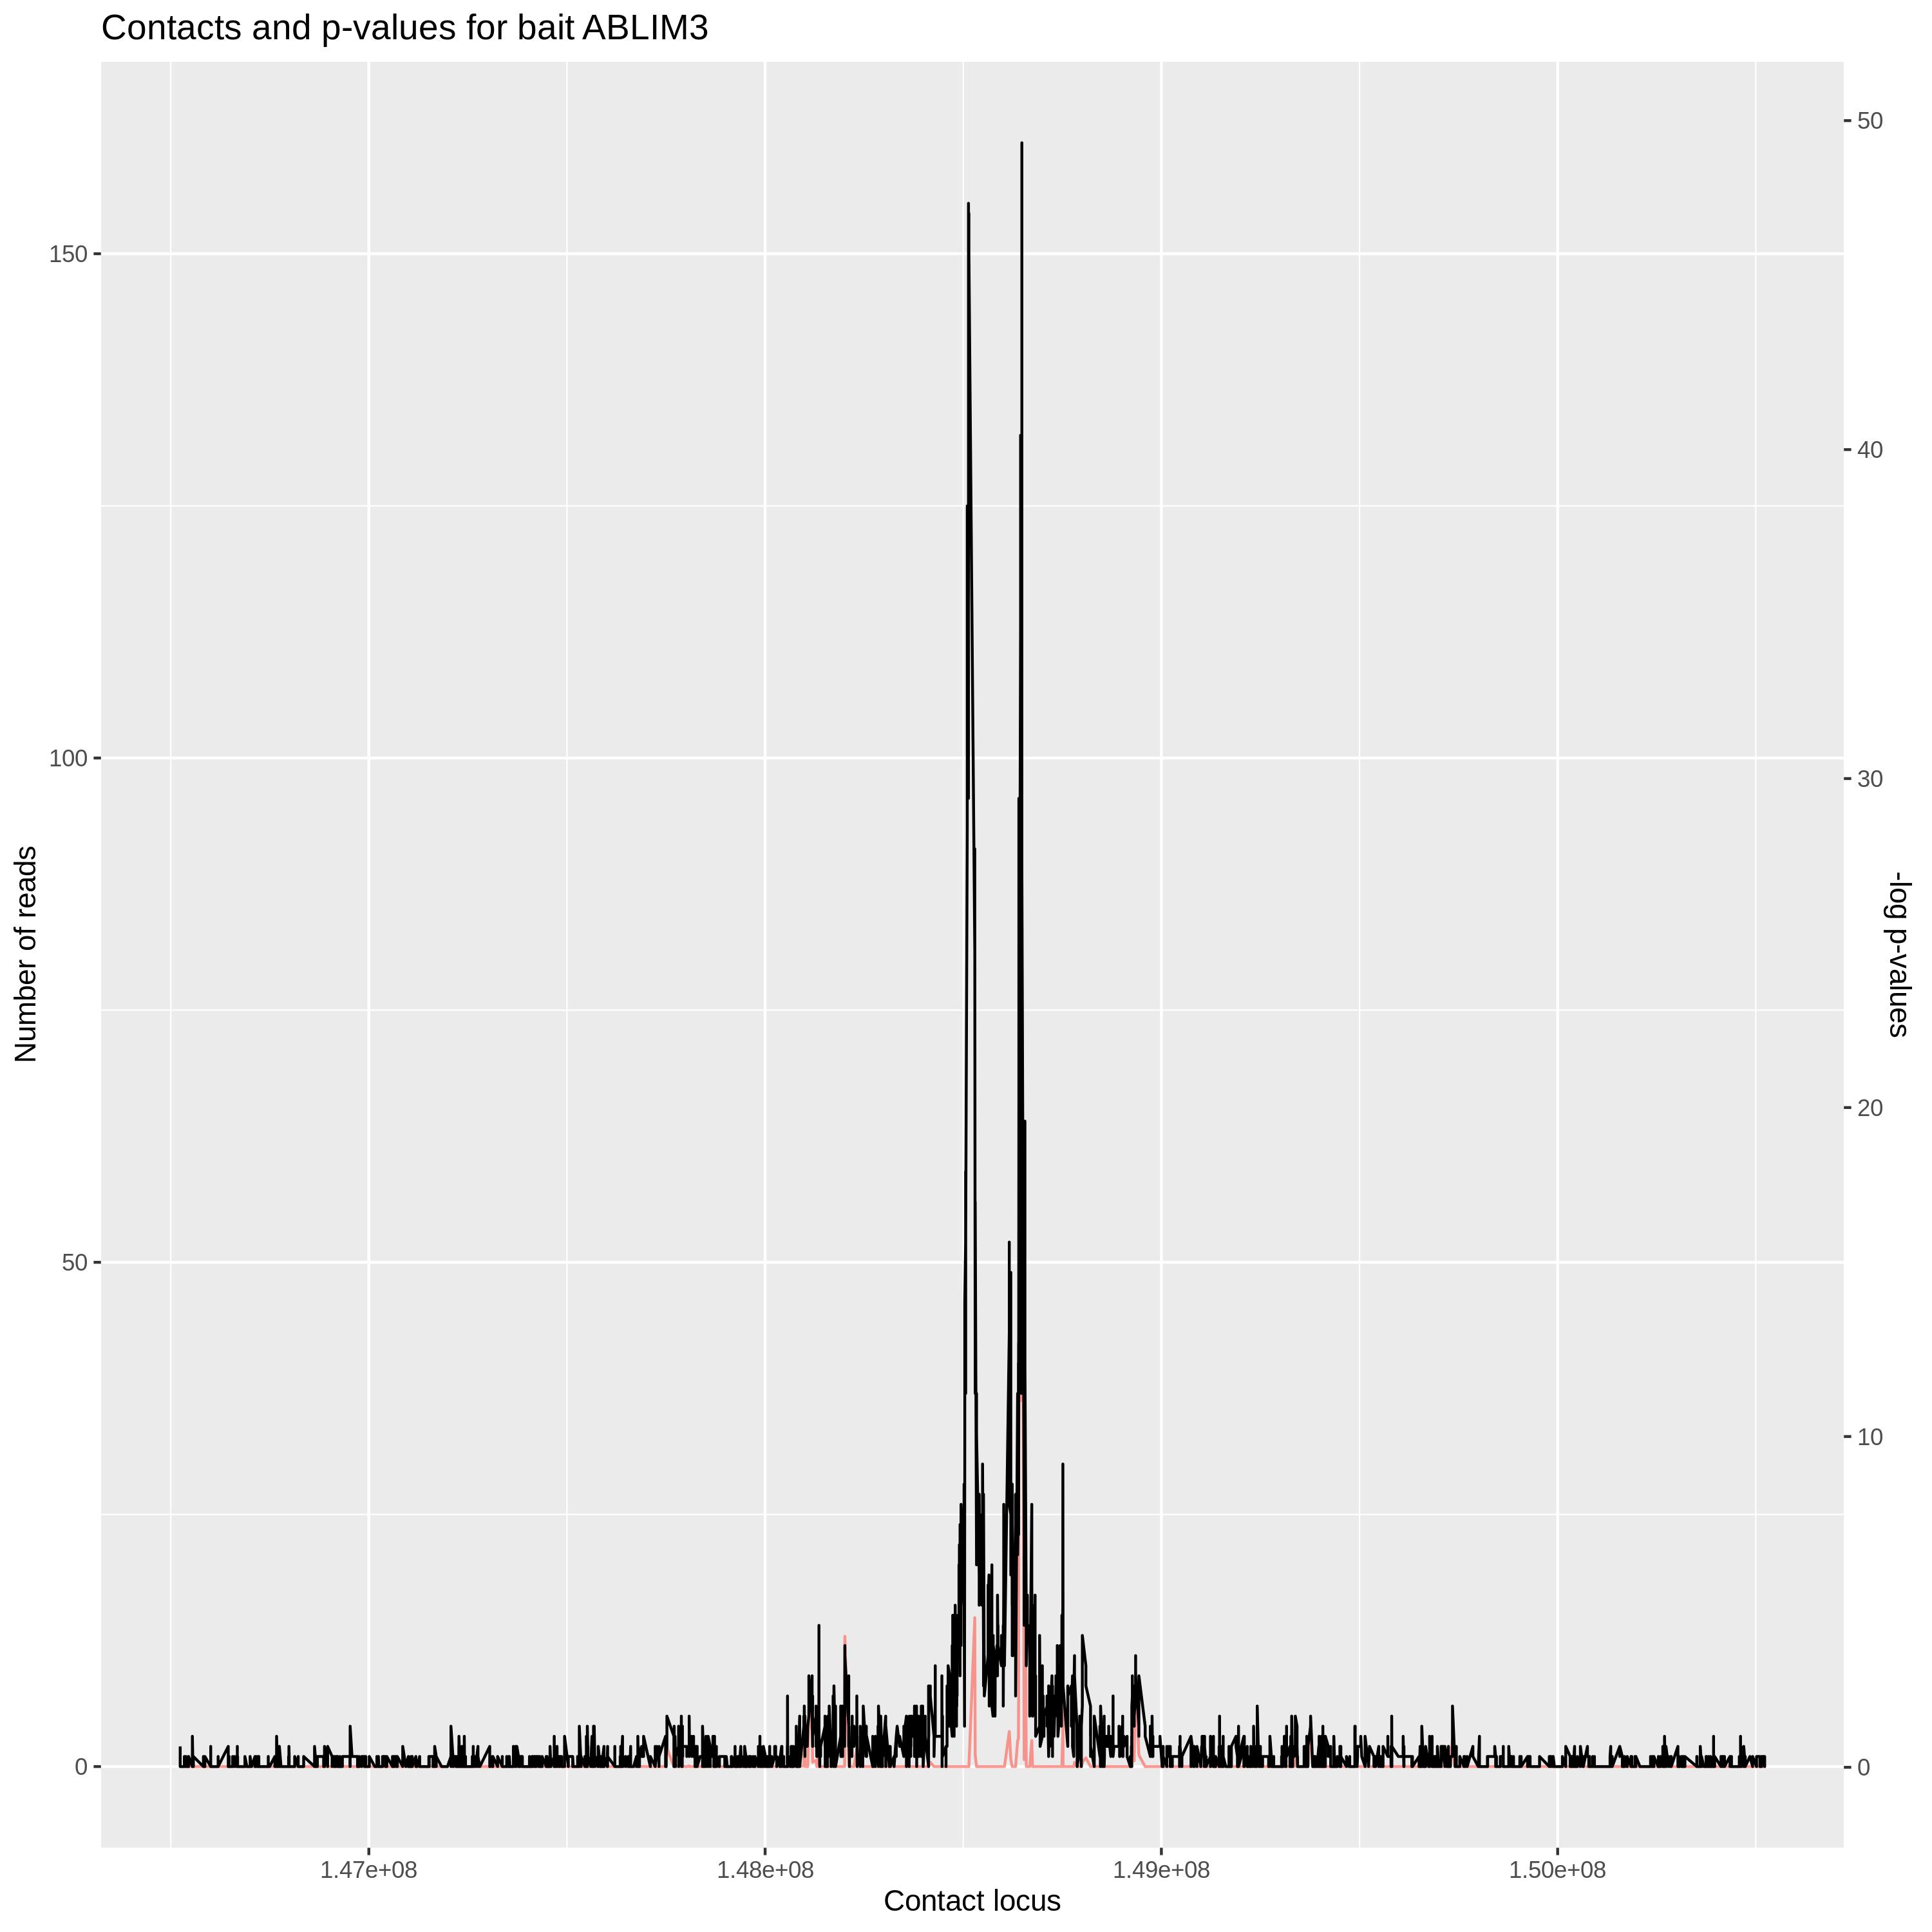 Contacts and p-values for bait ABLIM3
Number of reads
150
100
50
0
50
40
30
20
10
0
-log p-values
1.47e+08
1.48e+08
1.49e+08
1.50e+08
Contact locus